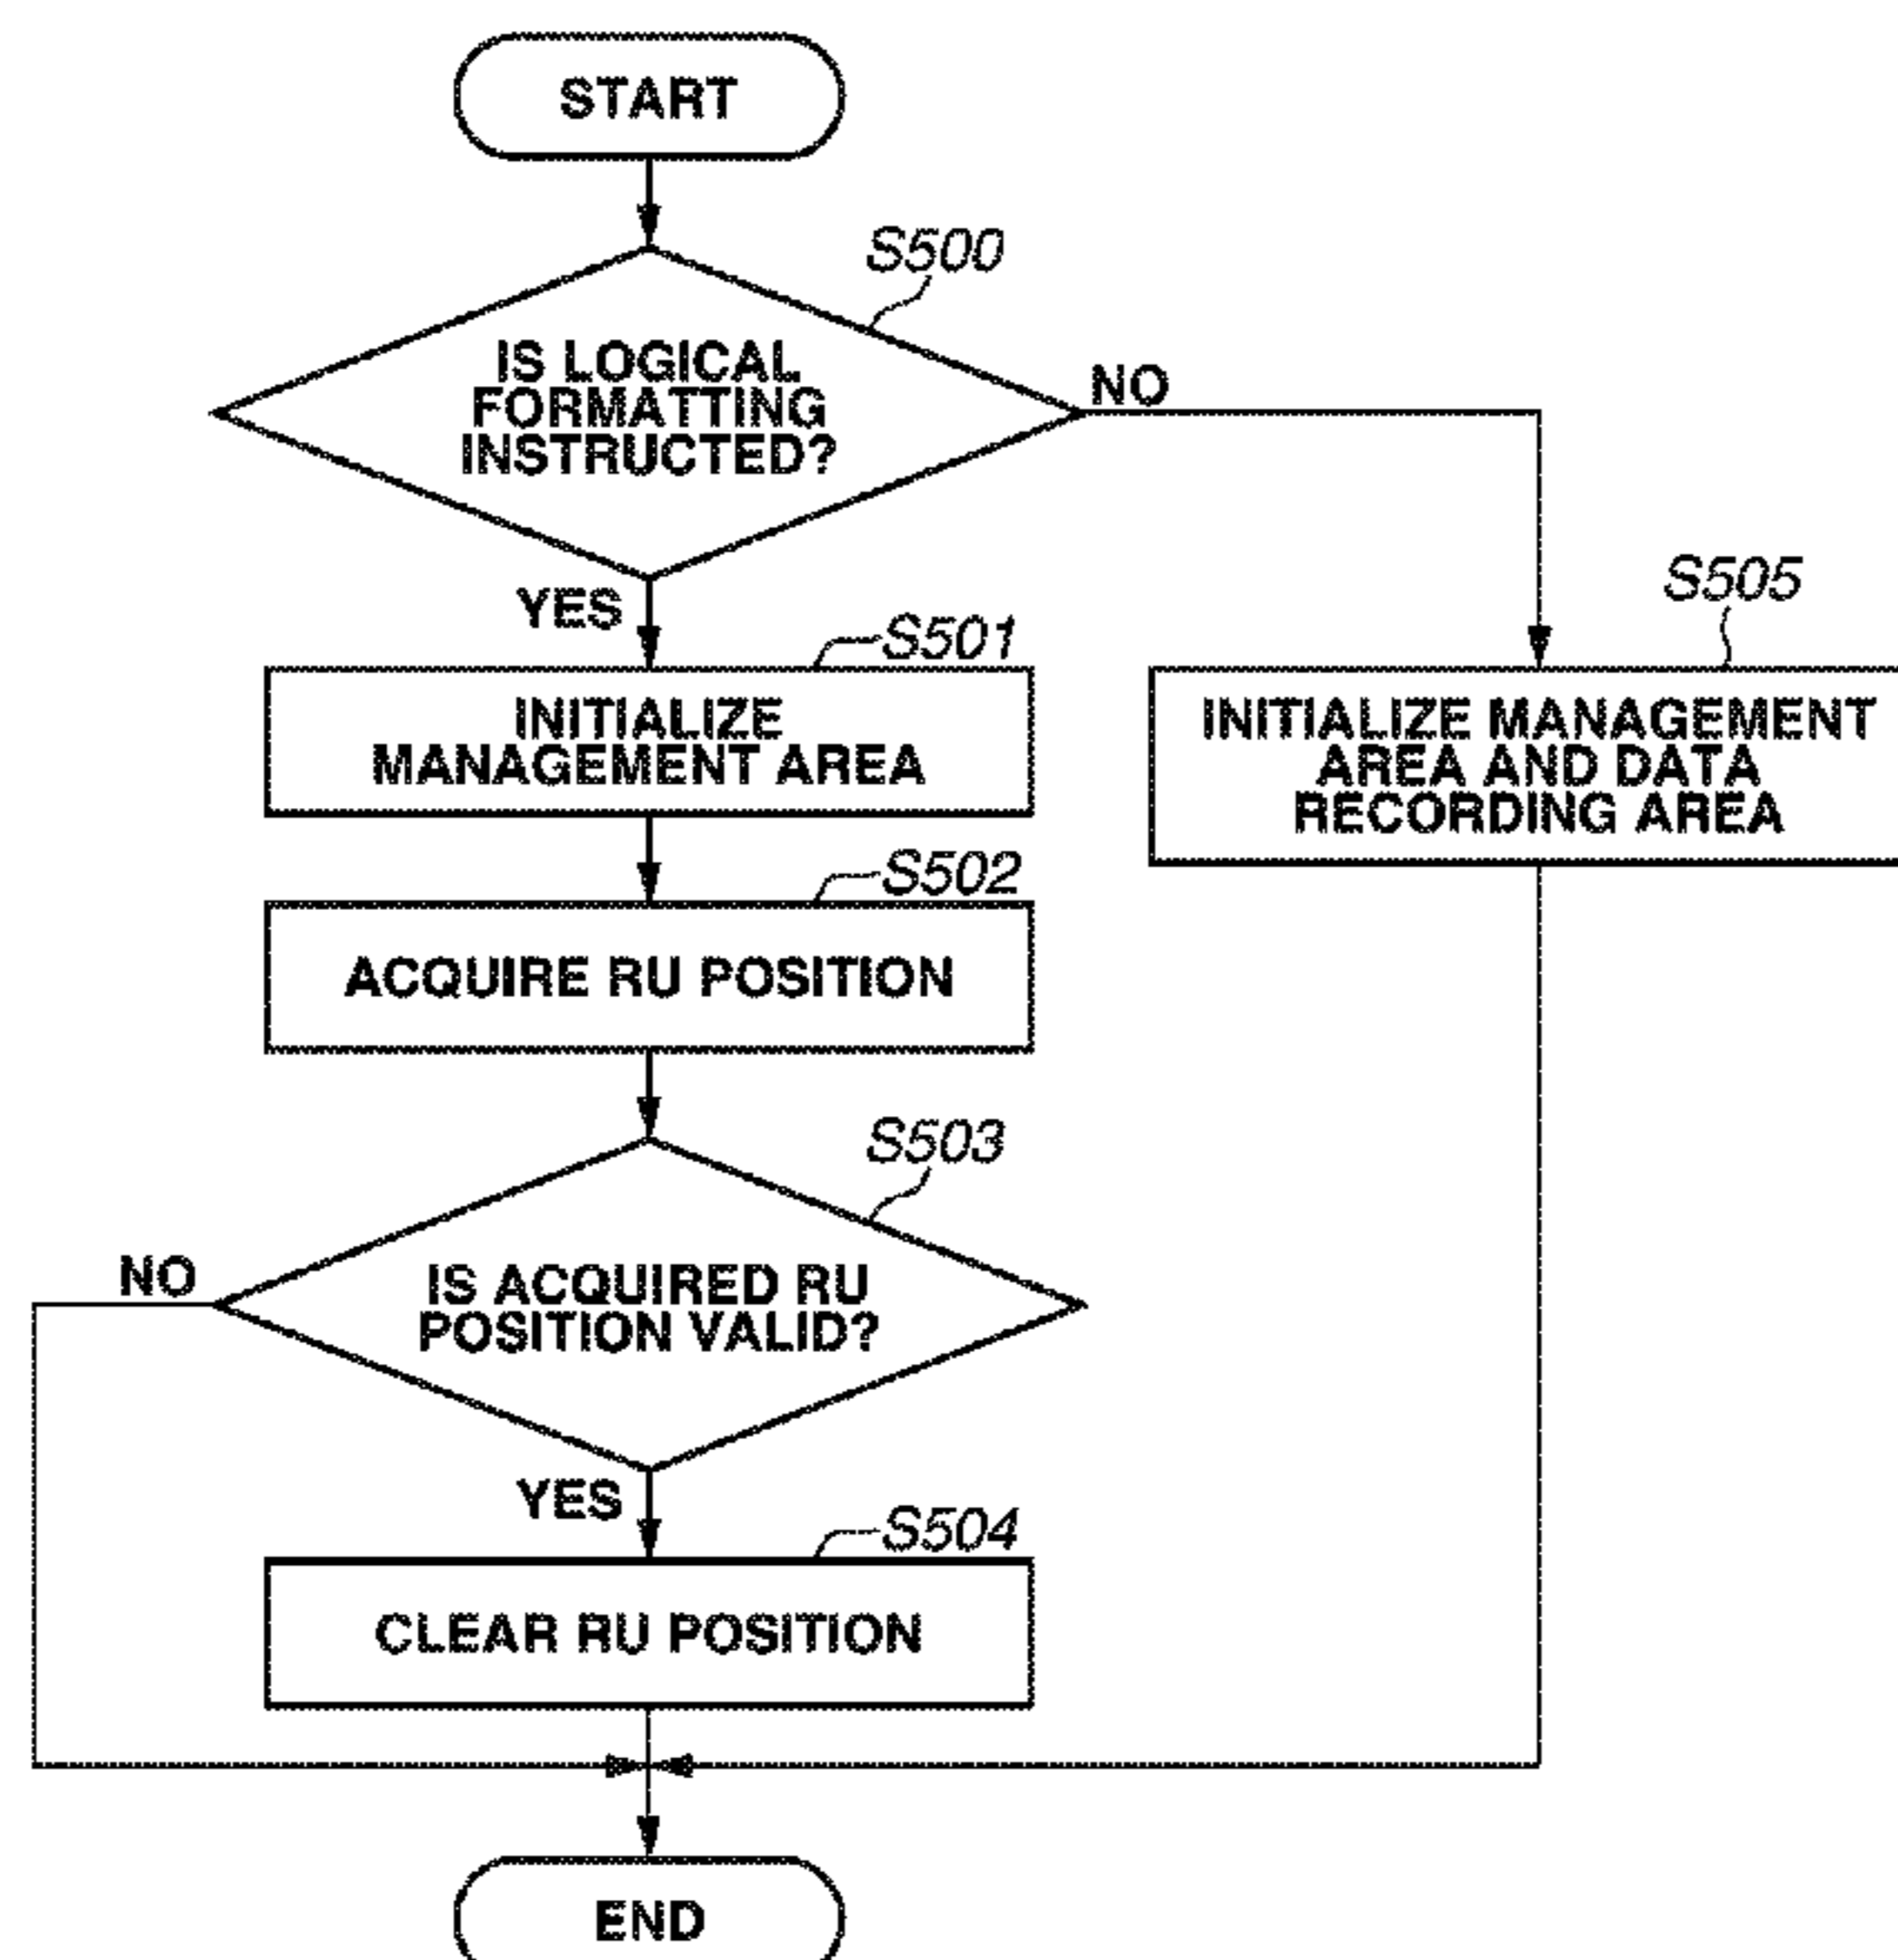 START
S500
IS LOGICAL
FORMATTING
INSTRUCTED?
NO
YES
S501
INITIALIZE
MANAGEMENT AREA
S505
INITIALIZE MANAGEMENT
AREA AND DATA
RECORDING AREA
S502
ACQUIRE RU POSITION
S503
NO
IS ACQUIRED RU
POSITION VALID?
YES
S504
CLEAR RU POSITION
END